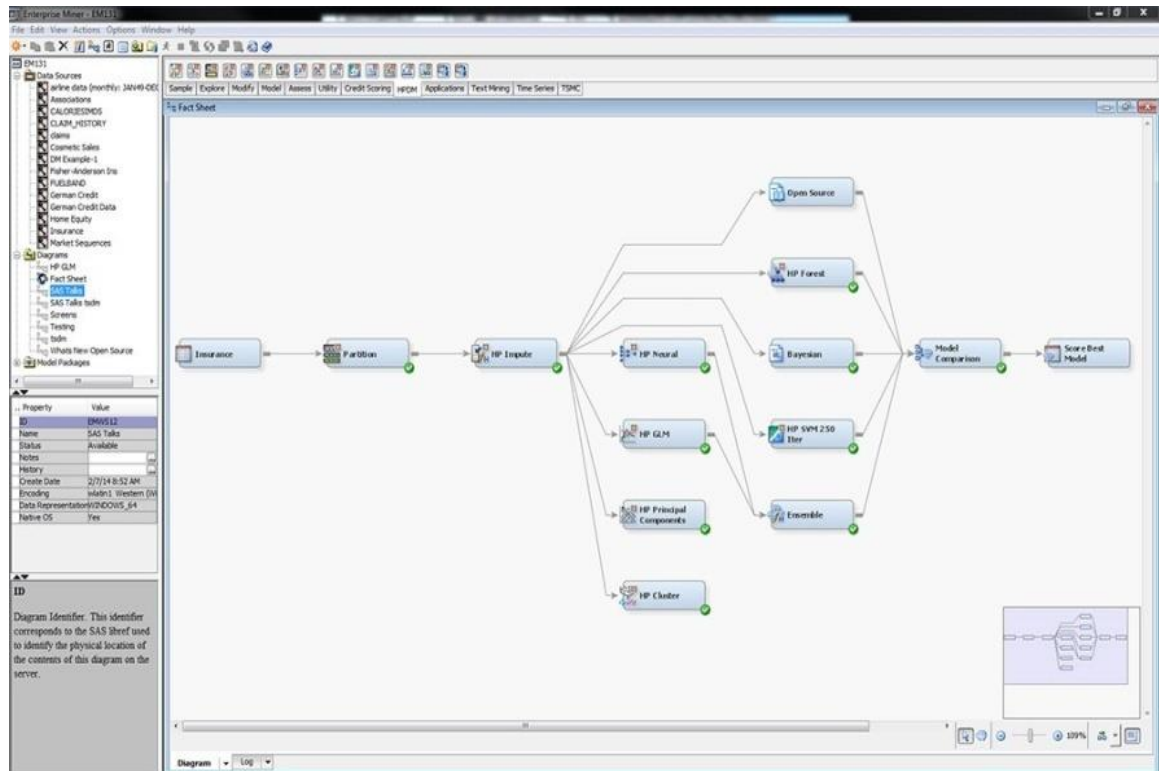 Enterprise Miner - EM131
File Edit View Actions Options Window Help
EM131
Data Sources
airline data (monthly: JAN49-DEC
Associations
CALORIESIMDS
CLAIM_HISTORY
claims
Cosmetic Sales
DM Example-1
Fisher-Anderson Iris
FUELBAND
German Credit
German Credit Data
Home Equity
Insurance
Market Sequences
Diagrams
HP GLM
Fact Sheet
SAS Talks
SAS Talks tsdm
Screens
Testing
tsdm
Whats New Open Source
Model Packages
.. Property Value
ID EMWS12
Name SAS Talks
Status Available
Notes
History
Create Date 2/7/14 8:52 AM
Encoding wlatin1 Western (Wi
Data Representation WINDOWS_64
Native OS Yes
ID
Diagram Identifier. This identifier
corresponds to the SAS libref used
to identify the physical location of
the contents of this diagram on the
server.
Sample Explore Modify Model Assess Utility Credit Scoring HPDM Applications Text Mining Time Series TSMC
Fact Sheet
Open Source
HP Forest
Insurance
Partition
HP Impute
HP Neural
Bayesian
Model
Comparison
Score Best
Model
HP GLM
HP SVM 250
Iter
HP Principal
Components
Ensemble
HP Cluster
109%
Diagram Log